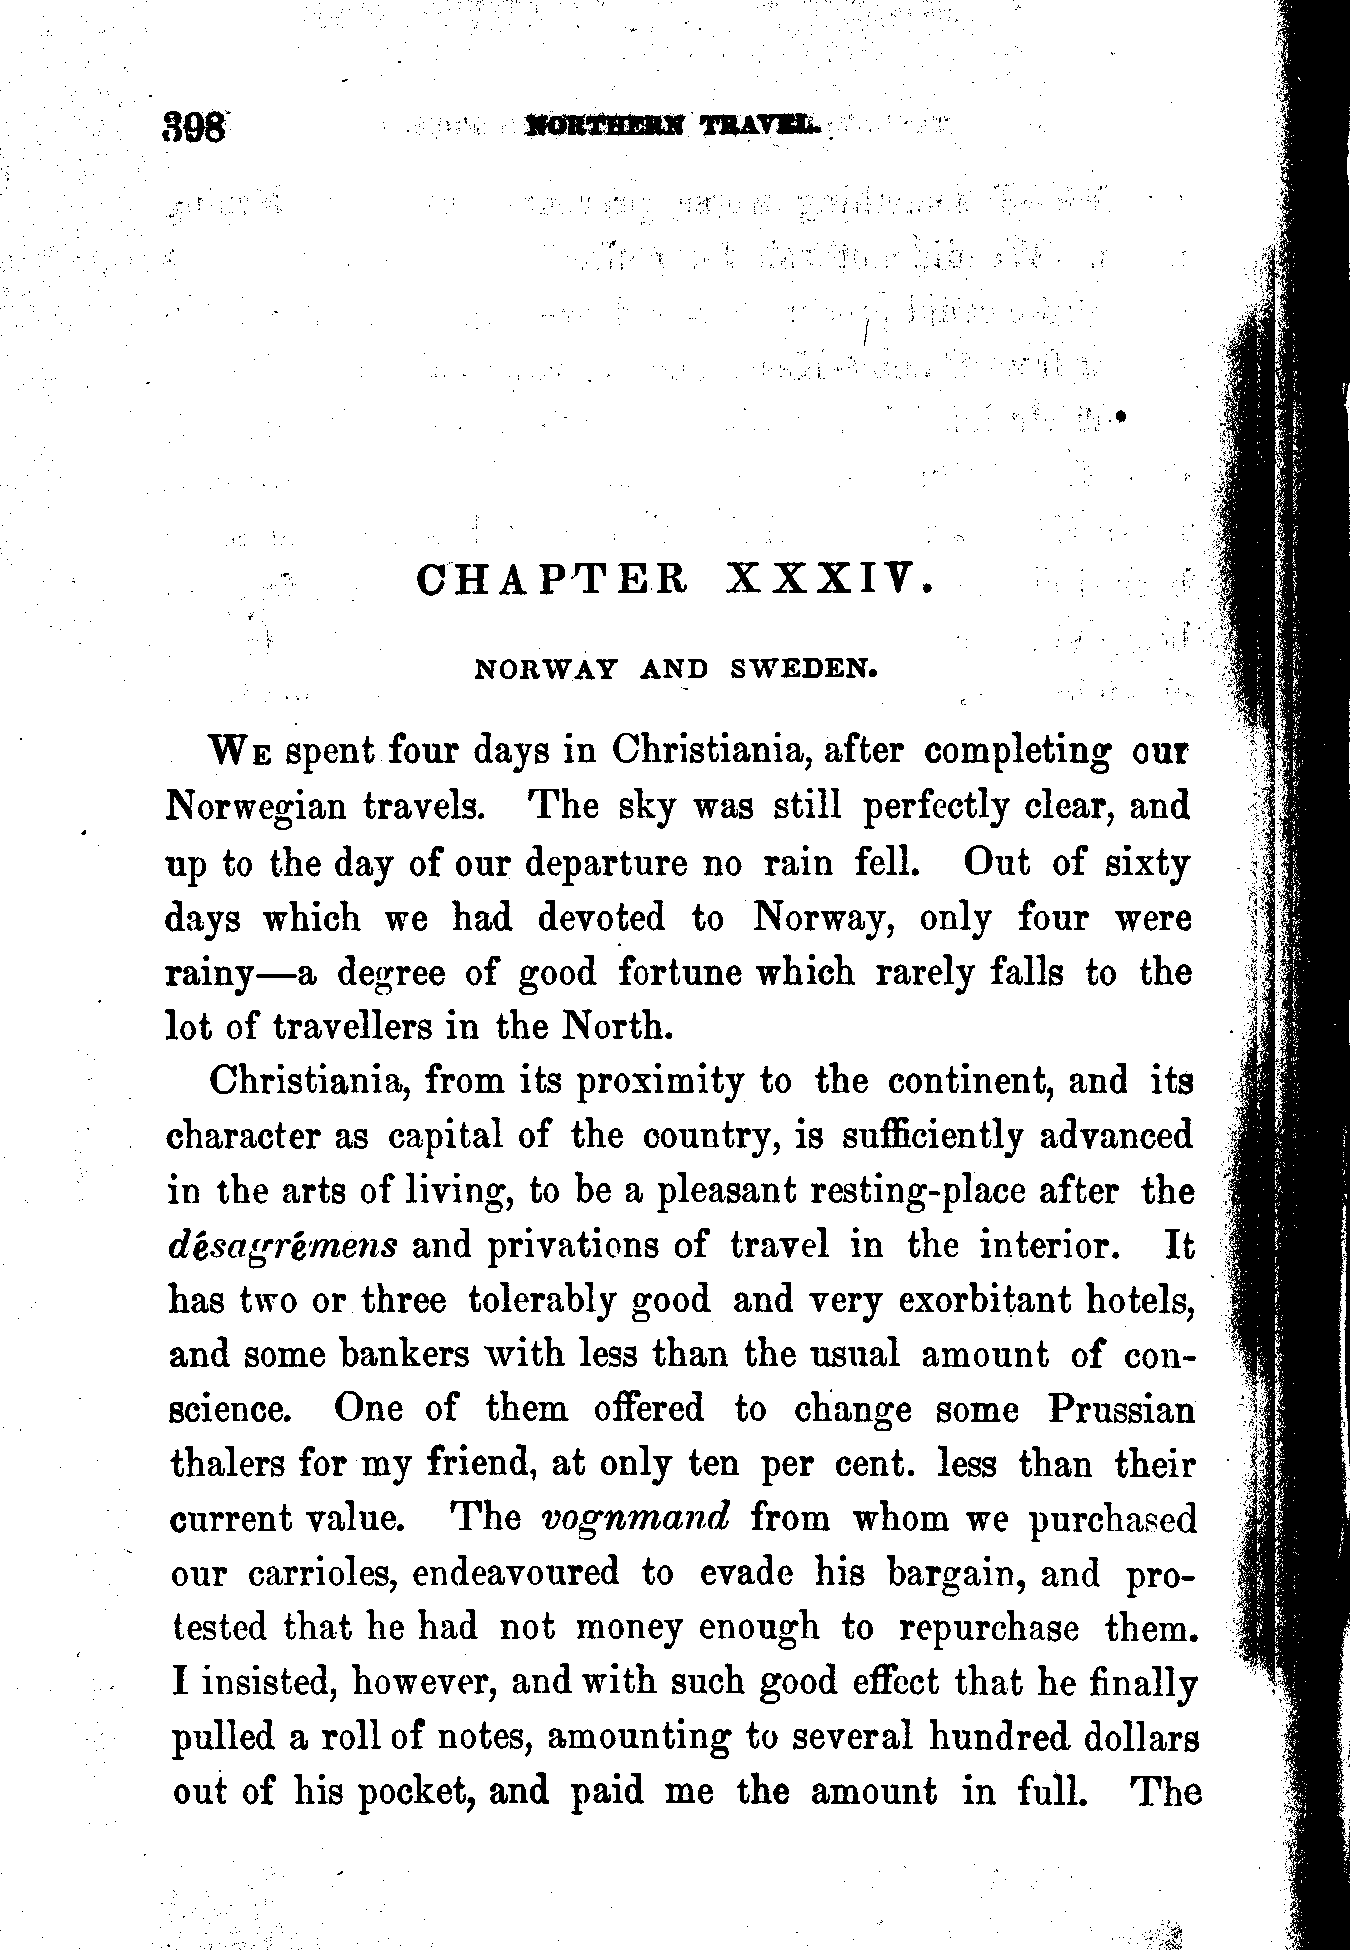 398
NORTHERN TRAVEL.
CHAPTER XXXIV.
NORWAY AND SWEDEN.
WE spent four days in Christiania, after completing our
Norwegian travels. The sky was still perfectly clear, and
up to the day of our departure no rain fell. Out of sixty
days which we had devoted to Norway, only four were
rainy—a degree of good fortune which rarely falls to the
lot of travellers in the North.
Christiania, from its proximity to the continent, and its
character as capital of the country, is sufficiently advanced
in the arts of living, to be a pleasant resting-place after the
désagrémens and privations of travel in the interior. It
has two or three tolerably good and very exorbitant hotels,
and some bankers with less than the usual amount of con-
science. One of them offered to change some Prussian
thalers for my friend, at only ten per cent. less than their
current value. The vognmand from whom we purchased
our carrioles, endeavoured to evade his bargain, and pro-
tested that he had not money enough to repurchase them.
I insisted, however, and with such good effect that he finally
pulled a roll of notes, amounting to several hundred dollars
out of his pocket, and paid me the amount in full. The